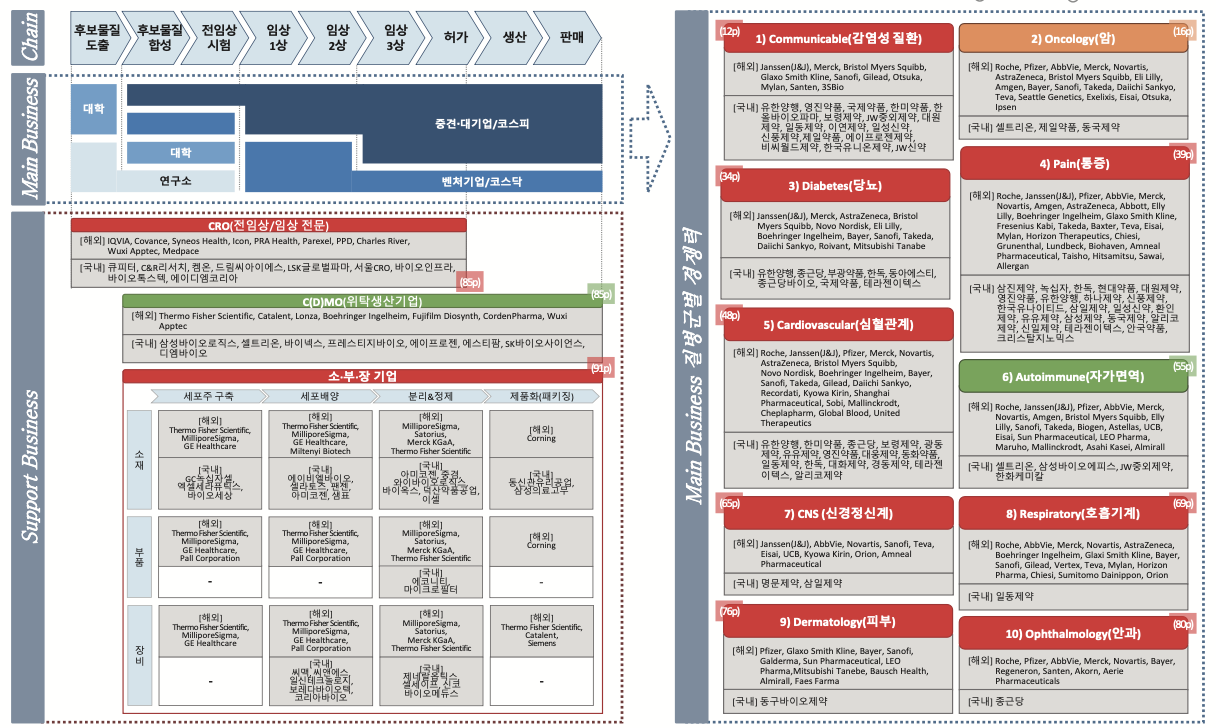 Chain
후보물질
도출
후보물질
합성
전임상
시험
임상
1상
임상
2상
임상
3상
허가
생산
판매
Main Business
대학
중견·대기업/코스피
대학
연구소
벤처기업/코스닥
Support Business
CRO(전임상/임상 전문)
[해외] IQVIA, Covance, Syneos Health, Icon, PRA Health, Parexel, PPD, Charles River,
Wuxi Apptec, Medpace
[국내] 큐피터, C&R리서치, 켐온, 드림씨아이에스, LSK글로벌파마, 서울CRO, 바이오인프라,
바이오톡스텍, 에이디엠코리아
(85p)
C(D)MO(위탁생산기업)
(85p)
[해외] Thermo Fisher Scientific, Catalent, Lonza, Boehringer Ingelheim, Fujifilm Diosynth, CordenPharma, Wuxi
Apptec
[국내] 삼성바이오로직스, 셀트리온, 바이넥스, 프레스티지바이오, 에이프로젠, 에스티팜, SK바이오사이언스,
디엠바이오
소·부·장 기업
(91p)
세포주 구축
세포배양
분리&정제
제품화(패키징)
소재
[해외]
Thermo Fisher Scientific,
MilliporeSigma,
GE Healthcare
[해외]
Thermo Fisher Scientific,
MilliporeSigma,
GE Healthcare
Miltenyi Biotech
[해외]
MilliporeSigma,
Satorius,
Merck KGaA,
Thermo Fisher Scientific
[해외]
Corning
[국내]
GC녹십자셀,
엑셀세라퓨틱스,
바이오세상
[국내]
에이비엘바이오,
셀라토스, 팬젠,
아미코젠, 샘표
[국내]
아미코젠, 중겸,
와이바이오로직스,
바이옥스, 덕산약품공업,
이셀
[국내]
동신관유리공업,
삼성의료고무
부품
[해외]
Thermo Fisher Scientific,
MilliporeSigma,
GE Healthcare,
Pall Corporation
[해외]
Thermo Fisher Scientific,
MilliporeSigma,
GE Healthcare,
Pall Corporation
[해외]
MilliporeSigma,
Satorius,
Merck KGaA,
Thermo Fisher Scientific
[해외]
Corning
-
-
[국내]
에코니티,
마이크로필터
-
장비
[해외]
Thermo Fisher Scientific,
MilliporeSigma,
GE Healthcare
[해외]
Thermo Fisher Scientific,
MilliporeSigma,
GE Healthcare,
Pall Corporation
[해외]
MilliporeSigma,
Satorius,
Merck KGaA,
Thermo Fisher Scientific
[해외]
Thermo Fisher Scientific,
Catalent,
Siemens
-
[국내]
씨맥, 씨앤에스,
일신테크놀로지,
보레다바이오텍,
코리아바이오
[국내]
제네럴옵틱스,
셀세이프, 신코
바이오메듀스
-
Main Business 질병군별 경쟁력
(12p)
1) Communicable(감염성 질환)
[해외] Janssen(J&J), Merck, Bristol Myers Squibb,
Glaxo Smith Kline, Sanofi, Gilead, Otsuka,
Mylan, Santen, 3SBio
[국내] 유한양행, 영진약품, 국제약품, 한미약품, 한
올바이오파마, 보령제약, JW중외제약, 대원
제약, 일동제약, 이연제약, 일성신약,
신풍제약, 제일약품, 에이프로젠제약,
비씨월드제약, 한국유니온제약, JW신약
(16p)
2) Oncology(암)
[해외] Roche, Pfizer, AbbVie, Merck, Novartis,
AstraZeneca, Bristol Myers Squibb, Eli Lilly,
Amgen, Bayer, Sanofi, Takeda, Daiichi Sankyo,
Teva, Seattle Genetics, Exelixis, Eisai, Otsuka,
Ipsen
[국내] 셀트리온, 제일약품, 동국제약
(34p)
3) Diabetes(당뇨)
[해외] Janssen(J&J), Merck, AstraZeneca, Bristol
Myers Squibb, Novo Nordisk, Eli Lilly,
Boehringer Ingelheim, Bayer, Sanofi, Takeda,
Daiichi Sankyo, Roivant, Mitsubishi Tanabe
[국내] 유한양행,종근당, 부광약품, 한독, 동아에스티,
종근당바이오, 국제약품, 테라젠이텍스
(39p)
4) Pain(통증)
[해외] Roche, Janssen(J&J), Pfizer, AbbVie, Merck,
Novartis, Amgen, AstraZeneca, Abbott, Elly
Lilly, Boehringer Ingelheim, Glaxo Smith Kline,
Fresenius Kabi, Takeda, Baxter, Teva, Eisai,
Mylan, Horizon Therapeutics, Chiesi,
Grunenthal, Lundbeck, Biohaven, Amneal
Pharmaceutical, Taisho, Hitsamitsu, Sawai,
Allergan
[국내] 삼진제약, 녹십자, 한독, 현대약품, 대원제약,
영진약품, 유한양행, 하나제약, 신풍제약,
한국유나이티드, 삼일제약, 일성신약, 환인
제약, 유유제약, 삼성제약, 동국제약, 알리코
제약, 신일제약, 테라젠이텍스, 안국약품,
크리스탈지노믹스
(48p)
5) Cardiovascular(심혈관계)
[해외] Roche, Janssen(J&J), Pfizer, Merck, Novartis,
AstraZeneca, Bristol Myers Squibb,
Novo Nordisk, Boehringer Ingelheim, Bayer,
Sanofi, Takeda, Gilead, Daiichi Sankyo,
Recordati, Kyowa Kirin, Shanghai
Pharmaceutical, Sobi, Mallinckrodt,
Cheplapharm, Global Blood, United
Therapeutics
[국내] 유한양행, 한미약품, 종근당, 보령제약, 광동
제약,유유제약, 영진약품, 대웅제약, 동화약품,
일동제약, 한독, 대화제약, 경동제약, 테라젠
이텍스, 알리코제약
(55p)
6) Autoimmune(자가면역)
[해외] Roche, Janssen(J&J), Pfizer, AbbVie, Merck,
Novartis, Amgen, Bristol Myers Squibb, Elly
Lilly, Sanofi, Takeda, Biogen, Astellas, UCB,
Eisai, Sun Pharmaceutical, LEO Pharma,
Maruho, Mallinckrodt, Asahi Kasei, Almirall
[국내] 셀트리온, 삼성바이오에피스, JW중외제약,
한화케미칼
(65p)
7) CNS (신경정신계)
[해외] Janssen(J&J), AbbVie, Novartis, Sanofi, Teva,
Eisai, UCB, Kyowa Kirin, Orion, Amneal
Pharmaceutical
[국내] 명문제약, 삼일제약
(69p)
8) Respiratory(호흡기계)
[해외] Roche, AbbVie, Merck, Novartis, AstraZeneca,
Boehringer Ingelheim, Glaxi Smith Kline, Bayer,
Sanofi, Gilead, Vertex, Teva, Mylan, Horizon
Pharma, Chiesi, Sumitomo Dainippon, Orion
[국내] 일동제약
(76p)
9) Dermatology(피부)
[해외] Pfizer, Glaxo Smith Kline, Bayer, Sanofi,
Galderma, Sun Pharmaceutical, LEO
Pharma,Mitsubishi Tanabe, Bausch Health,
Almirall, Faes Farma
[국내] 동구바이오제약
(80p)
10) Ophthalmology(안과)
[해외] Roche, Pfizer, AbbVie, Merck, Novartis, Bayer,
Regeneron, Santen, Akorn, Aerie
Pharmaceuticals
[국내] 종근당